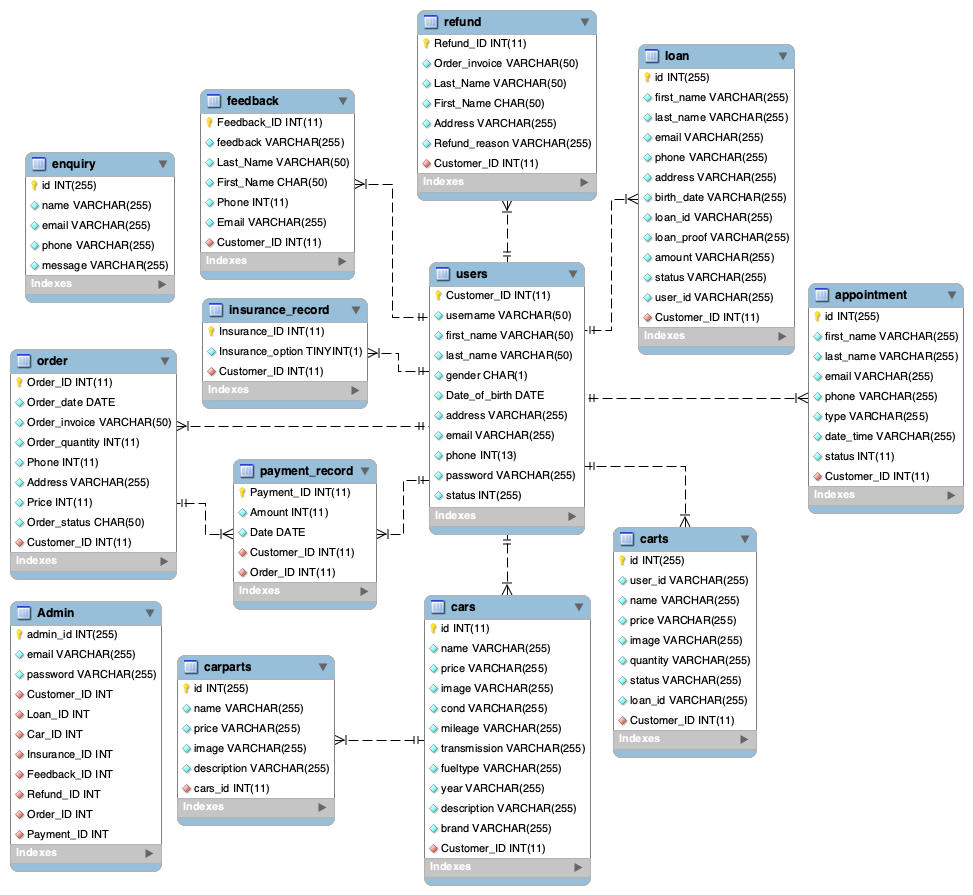 refund
Refund_ID INT(11)
Order_invoice VARCHAR(50)
Last_Name VARCHAR(50)
First_Name CHAR(50)
Address VARCHAR(255)
Refund_reason VARCHAR(255)
Customer_ID INT(11)
Indexes
loan
id INT(255)
first_name VARCHAR(255)
last_name VARCHAR(255)
email VARCHAR(255)
phone VARCHAR(255)
address VARCHAR(255)
birth_date VARCHAR(255)
loan_id VARCHAR(255)
loan_proof VARCHAR(255)
amount VARCHAR(255)
status VARCHAR(255)
user_id VARCHAR(255)
Customer_ID INT(11)
Indexes
feedback
Feedback_ID INT(11)
feedback VARCHAR(255)
Last_Name VARCHAR(50)
First_Name CHAR(50)
Phone INT(11)
Email VARCHAR(255)
Customer_ID INT(11)
Indexes
enquiry
id INT(255)
name VARCHAR(255)
email VARCHAR(255)
phone VARCHAR(255)
message VARCHAR(255)
Indexes
users
Customer_ID INT(11)
username VARCHAR(50)
first_name VARCHAR(50)
last_name VARCHAR(50)
gender CHAR(1)
Date_of_birth DATE
address VARCHAR(255)
email VARCHAR(255)
phone INT(13)
password VARCHAR(255)
status INT(255)
Indexes
appointment
id INT(255)
first_name VARCHAR(255)
last_name VARCHAR(255)
email VARCHAR(255)
phone VARCHAR(255)
type VARCHAR(255)
date_time VARCHAR(255)
status INT(11)
Customer_ID INT(11)
Indexes
insurance_record
Insurance_ID INT(11)
Insurance_option TINYINT(1)
Customer_ID INT(11)
Indexes
order
Order_ID INT(11)
Order_date DATE
Order_invoice VARCHAR(50)
Order_quantity INT(11)
Phone INT(11)
Address VARCHAR(255)
Price INT(11)
Order_status CHAR(50)
Customer_ID INT(11)
Indexes
payment_record
Payment_ID INT(11)
Amount INT(11)
Date DATE
Customer_ID INT(11)
Order_ID INT(11)
Indexes
carts
id INT(255)
user_id VARCHAR(255)
name VARCHAR(255)
price VARCHAR(255)
image VARCHAR(255)
quantity VARCHAR(255)
status VARCHAR(255)
loan_id VARCHAR(255)
Customer_ID INT(11)
Indexes
Admin
admin_id INT(255)
email VARCHAR(255)
password VARCHAR(255)
Customer_ID INT
Loan_ID INT
Car_ID INT
Insurance_ID INT
Feedback_ID INT
Refund_ID INT
Order_ID INT
Payment_ID INT
Indexes
carparts
id INT(255)
name VARCHAR(255)
price VARCHAR(255)
image VARCHAR(255)
description VARCHAR(255)
cars_id INT(11)
Indexes
cars
id INT(11)
name VARCHAR(255)
price VARCHAR(255)
image VARCHAR(255)
cond VARCHAR(255)
mileage VARCHAR(255)
transmission VARCHAR(255)
fueltype VARCHAR(255)
year VARCHAR(255)
description VARCHAR(255)
brand VARCHAR(255)
Customer_ID INT(11)
Indexes